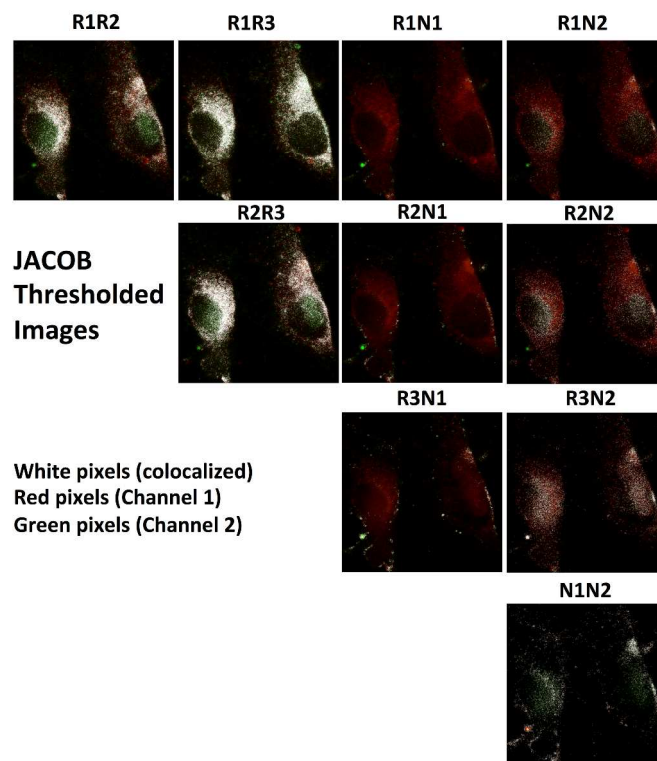 R1R2 R1R3 R1N1 R1N2
R2R3 R2N1 R2N2
JACOB
Thresholded
Images
R3N1 R3N2
White pixels (colocalized)
Red pixels (Channel 1)
Green pixels (Channel 2)
N1N2